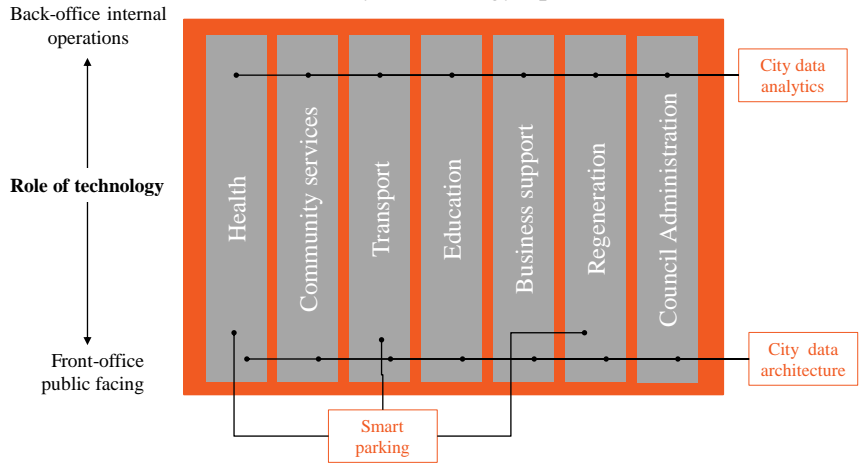 Back-office internal
operations
City data
analytics
Role of technology
Health
Community services
Transport
Education
Business support
Regeneration
Council Administration
Front-office
public facing
City data
architecture
Smart
parking